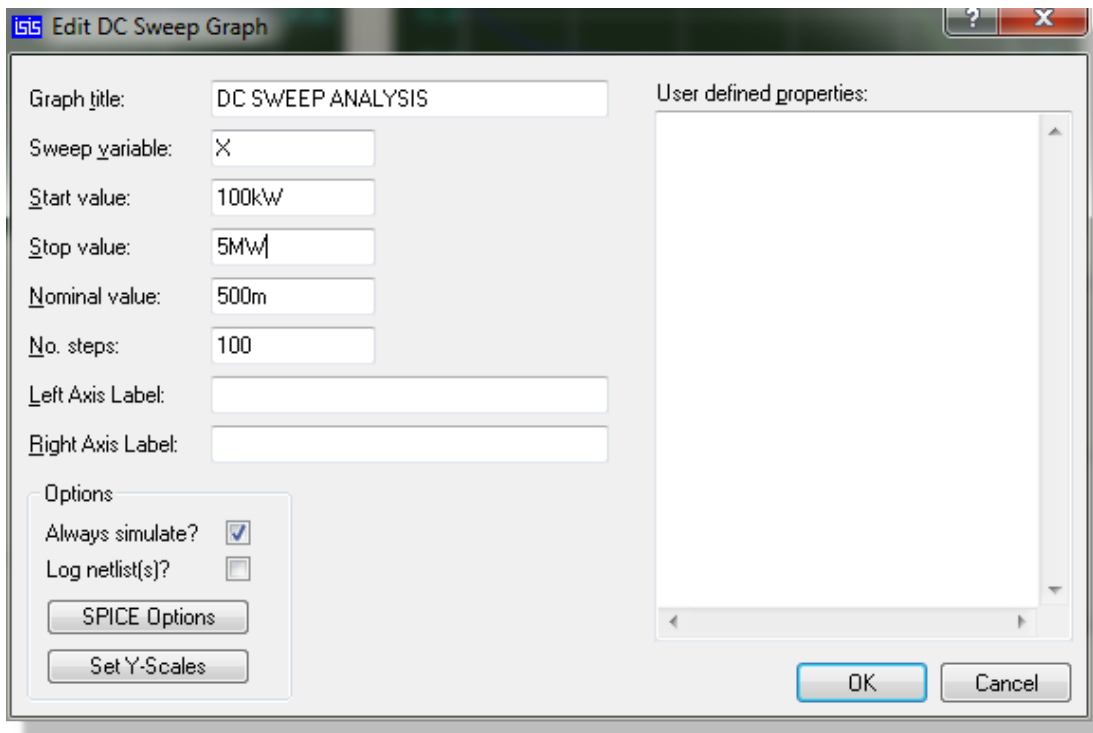 isis Edit DC Sweep Graph
?
X
Graph title: DC SWEEP ANALYSIS
Sweep variable: X
Start value: 100kW
Stop value: 5MW
Nominal value: 500m
No. steps: 100
Left Axis Label:
Right Axis Label:
Options
Always simulate?
Log netlist(s)?
SPICE Options
Set Y-Scales
User defined properties:
OK Cancel